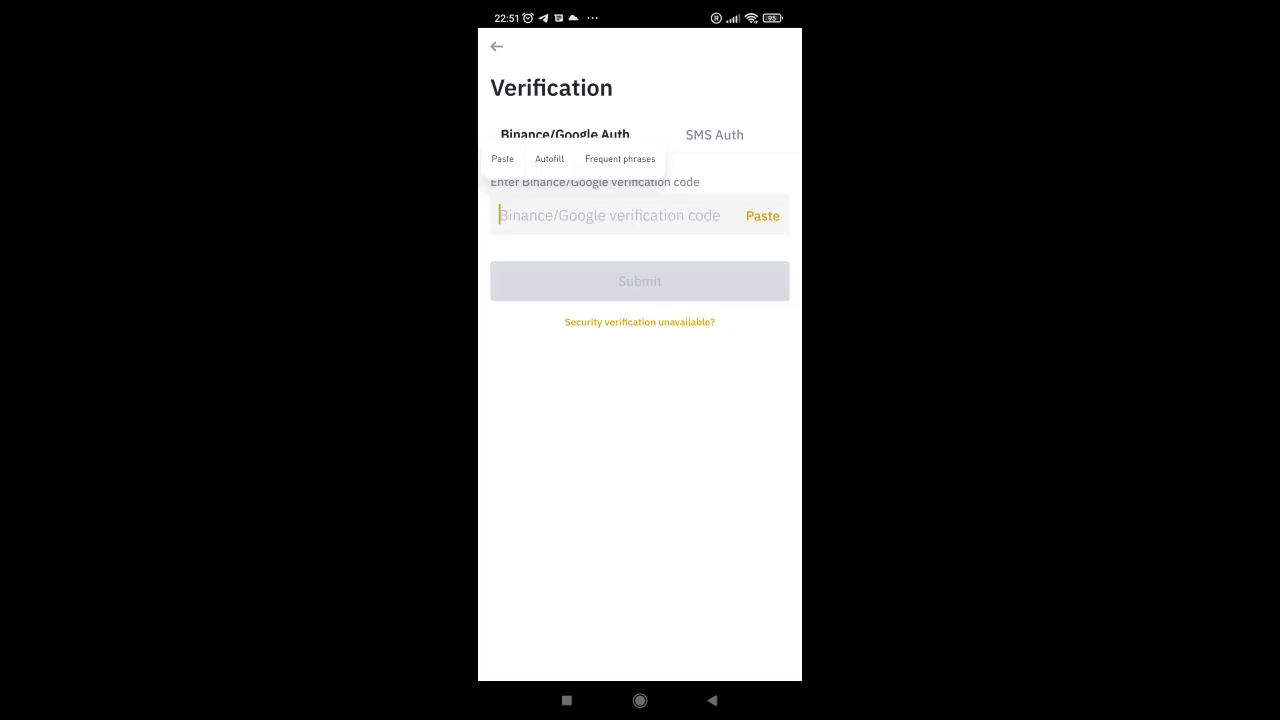 22:51
95
Verification
Binance/Google Auth SMS Auth
Paste Autofill Frequent phrases
Enter Binance/Google verification code
Binance/Google verification code Paste
Submit
Security verification unavailable?